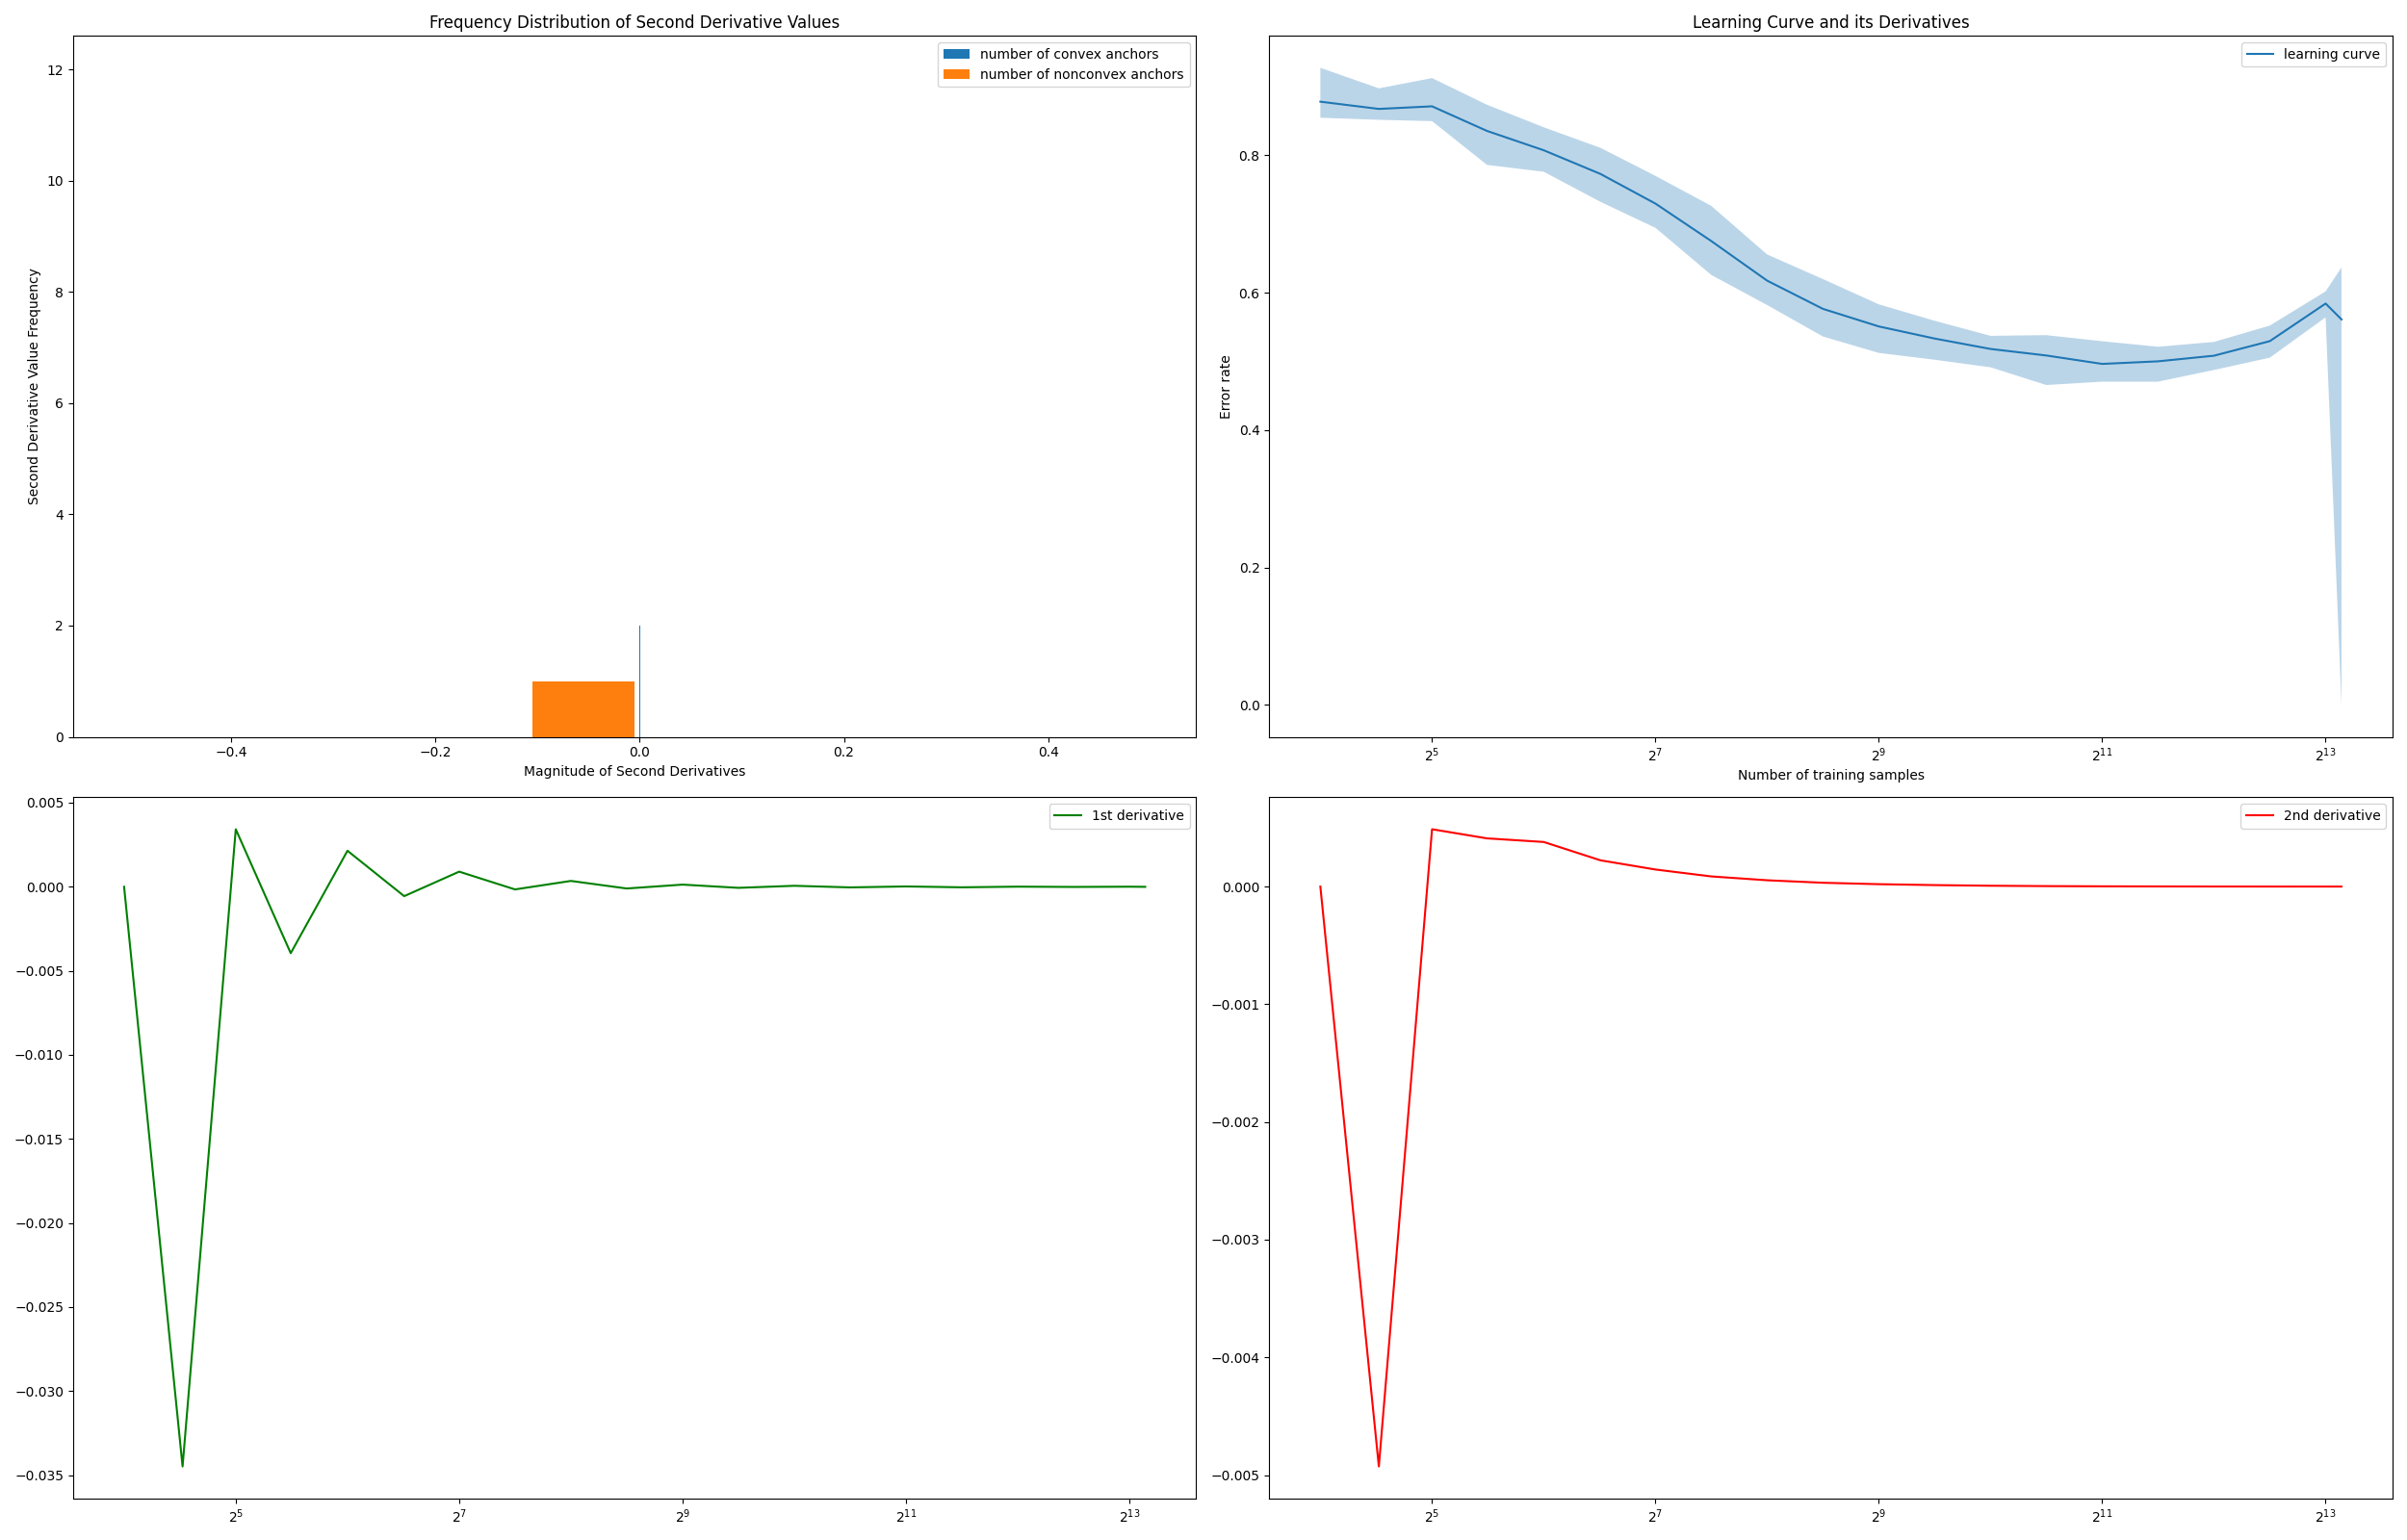 Frequency Distribution of Second Derivative Values
number of convex anchors
number of nonconvex anchors
12
10
8
6
4
2
0
Second Derivative Value Frequency
−0.4 −0.2 0.0 0.2 0.4
Magnitude of Second Derivatives
Learning Curve and its Derivatives
learning curve
0.8
0.6
0.4
0.2
0.0
Error rate
2^5 2^7 2^9 2^11 2^13
Number of training samples
1st derivative
0.005
0.000
−0.005
−0.010
−0.015
−0.020
−0.025
−0.030
−0.035
2^5 2^7 2^9 2^11 2^13
2nd derivative
0.000
−0.001
−0.002
−0.003
−0.004
−0.005
2^5 2^7 2^9 2^11 2^13